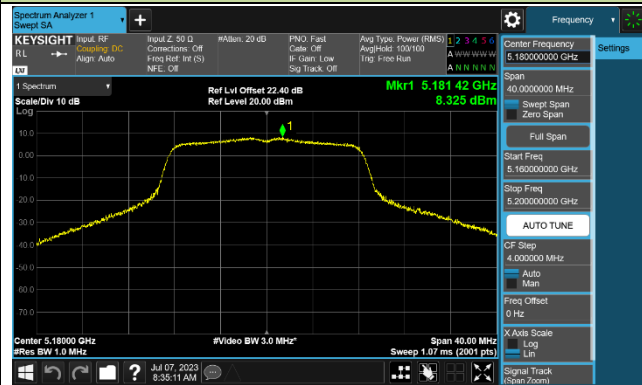 Spectrum Analyzer 1
Swept SA
+
Frequency
KEYSIGHT
RL
LXI
Input: RF
Coupling: DC
Align: Auto
Input Z: 50 Ω
Corrections: Off
Freq Ref: Int (S)
NFE: Off
#Atten: 20 dB
PNO: Fast
Gate: Off
IF Gain: Low
Sig Track: Off
Avg Type: Power (RMS)
Avg|Hold: 100/100
Trig: Free Run
1 2 3 4 5 6
A W W W W W
A N N N N N
1 Spectrum
Scale/Div 10 dB
Log
Ref Lvl Offset 22.40 dB
Ref Level 20.00 dBm
Mkr1 5.181 42 GHz
8.325 dBm
1
10.0
0.00
-10.0
-20.0
-30.0
-40.0
-50.0
-60.0
-70.0
Center 5.18000 GHz
#Res BW 1.0 MHz
#Video BW 3.0 MHz*
Span 40.00 MHz
Sweep 1.07 ms (2001 pts)
Center Frequency
5.180000000 GHz
Span
40.0000000 MHz
Swept Span
Zero Span
Full Span
Start Freq
5.160000000 GHz
Stop Freq
5.200000000 GHz
AUTO TUNE
CF Step
4.000000 MHz
Auto
Man
Freq Offset
0 Hz
X Axis Scale
Log
Lin
Signal Track
(Span Zoom)
Settings
?
Jul 07, 2023
8:35:11 AM